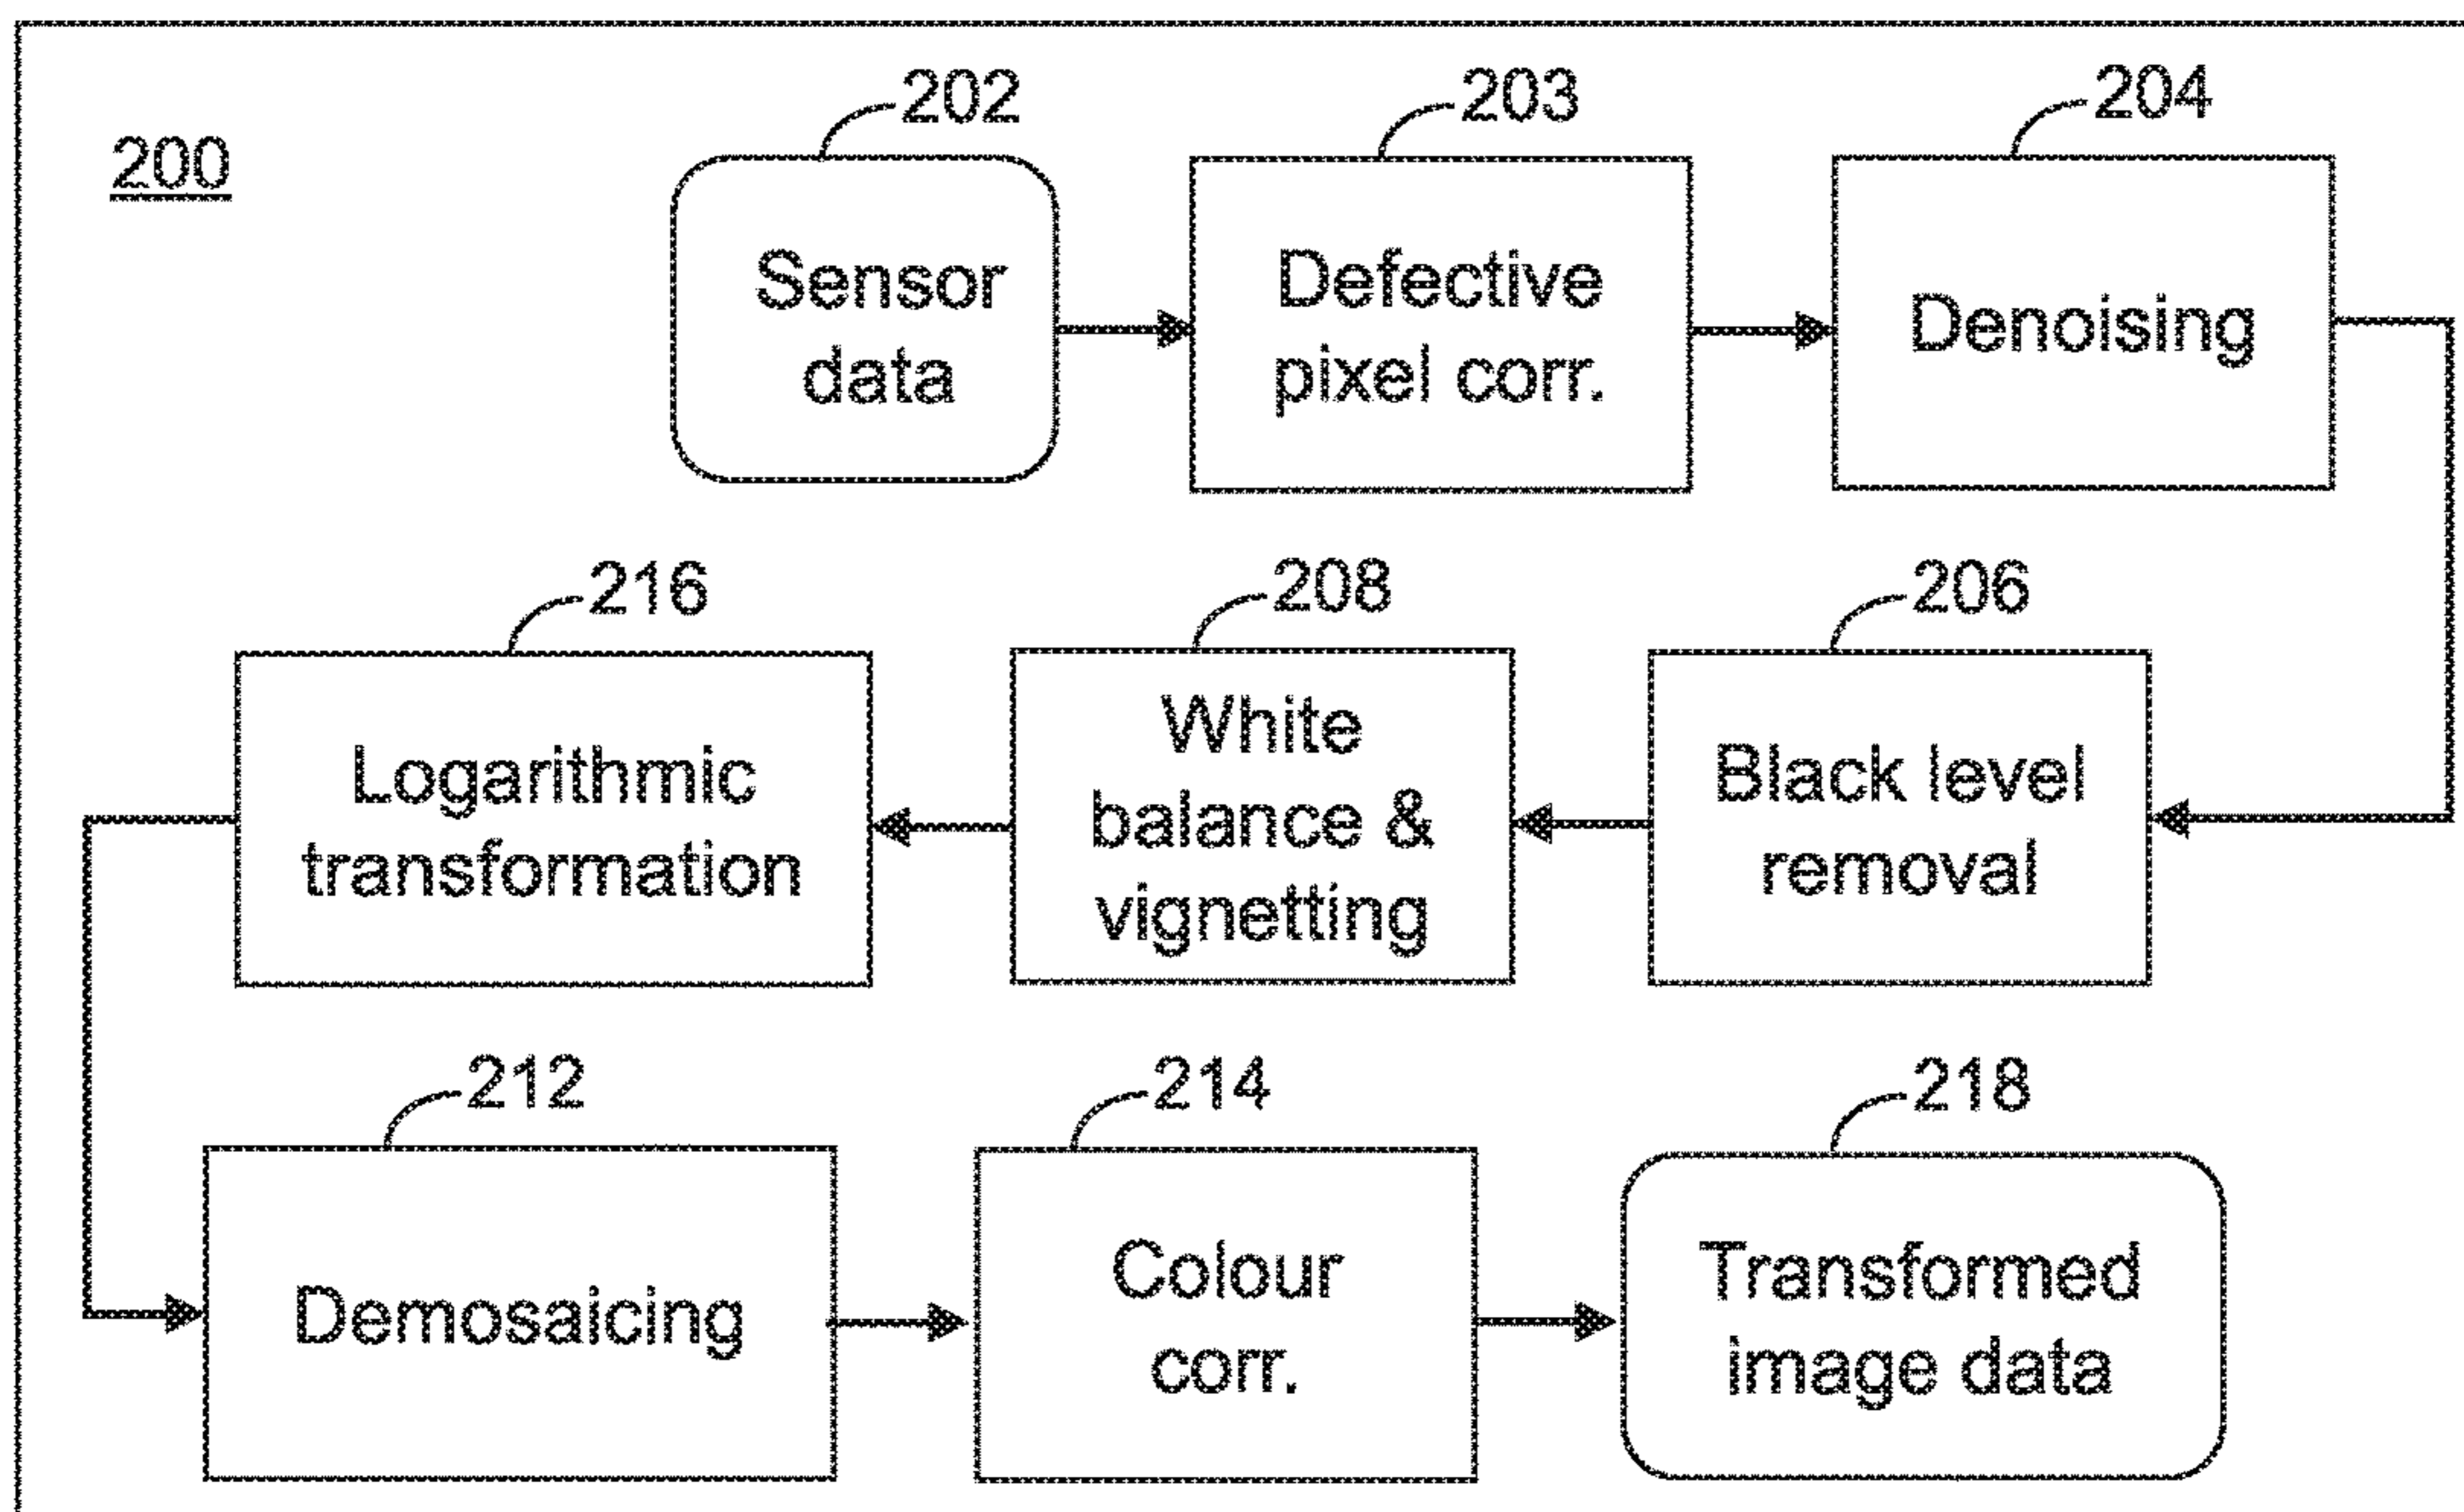 200
202
203
204
Sensor
data
Defective
pixel corr.
Denoising
216
208
206
Logarithmic
transformation
White
balance &
vignetting
Black level
removal
212
214
218
Demosaicing
Colour
corr.
Transformed
image data